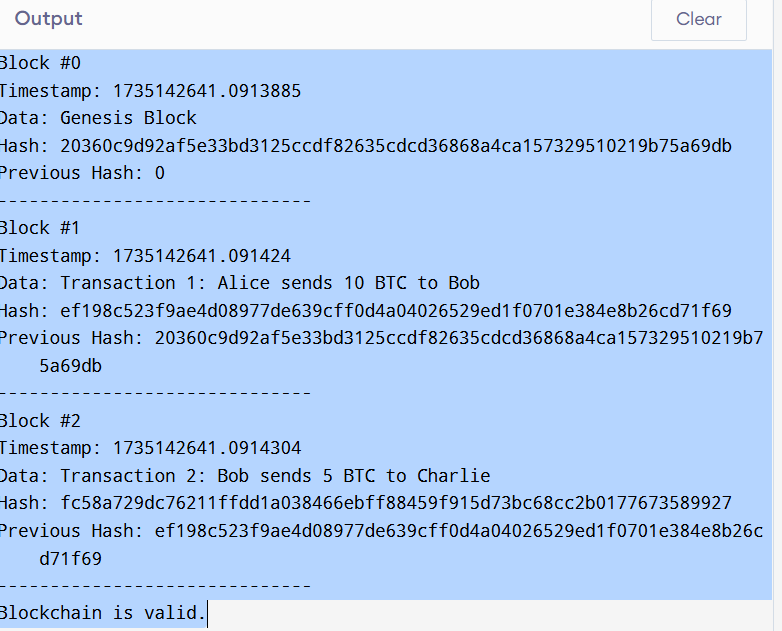 Output
Clear
Block #0
Timestamp: 1735142641.0913885
Data: Genesis Block
Hash: 20360c9d92af5e33bd3125ccdf82635cdcd36868a4ca157329510219b75a69db
Previous Hash: 0
------------------------------
Block #1
Timestamp: 1735142641.091424
Data: Transaction 1: Alice sends 10 BTC to Bob
Hash: ef198c523f9ae4d08977de639cff0d4a04026529ed1f0701e384e8b26cd71f69
Previous Hash: 20360c9d92af5e33bd3125ccdf82635cdcd36868a4ca157329510219b7
5a69db
------------------------------
Block #2
Timestamp: 1735142641.0914304
Data: Transaction 2: Bob sends 5 BTC to Charlie
Hash: fc58a729dc76211ffdd1a038466ebff88459f915d73bc68cc2b0177673589927
Previous Hash: ef198c523f9ae4d08977de639cff0d4a04026529ed1f0701e384e8b26c
d71f69
------------------------------
Blockchain is valid.